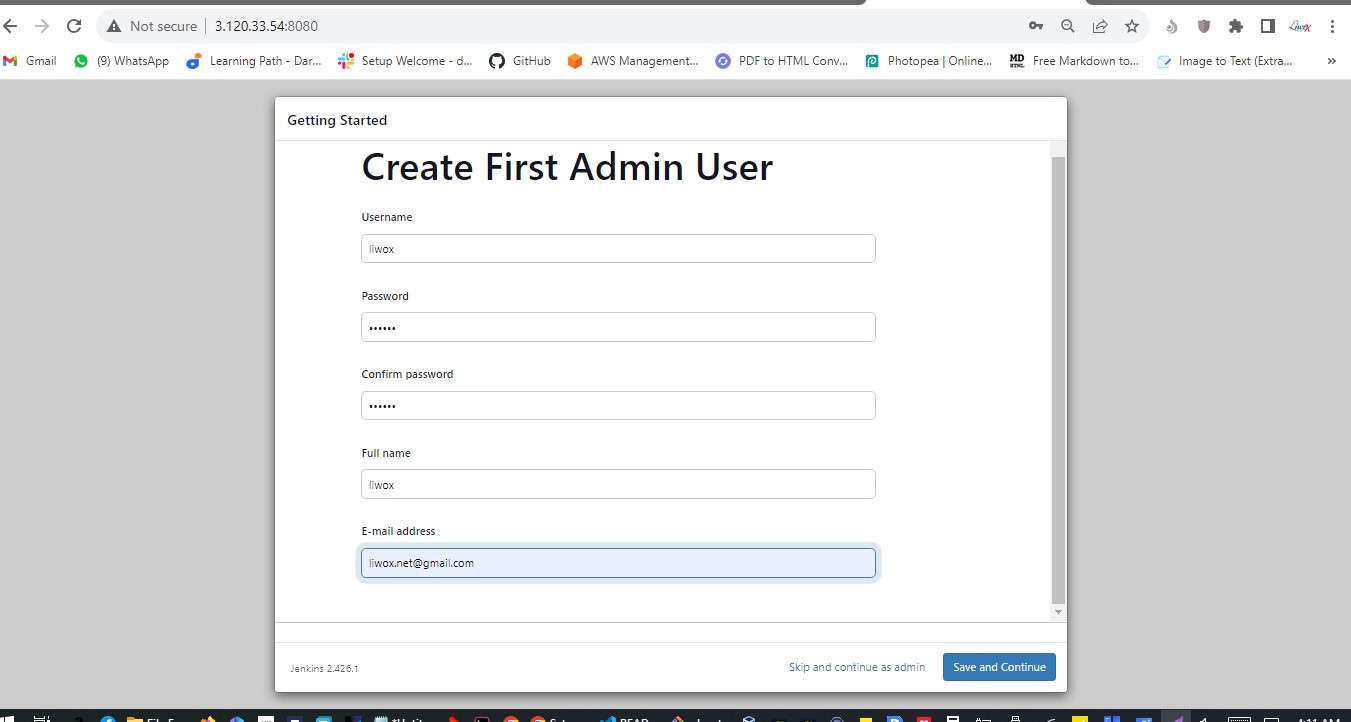 Not secure 3.120.33.54:8080 Liwox
Gmail (9) WhatsApp Learning Path - Dar... Setup Welcome - d... GitHub AWS Management... PDF to HTML Conv... Photopea | Online... MD HTML Free Markdown to... Image to Text (Extra... »
Getting Started
Create First Admin User
Username
liwox
Password
••••••
Confirm password
••••••
Full name
liwox
E-mail address
liwox.net@gmail.com
Jenkins 2.426.1 Skip and continue as admin Save and Continue